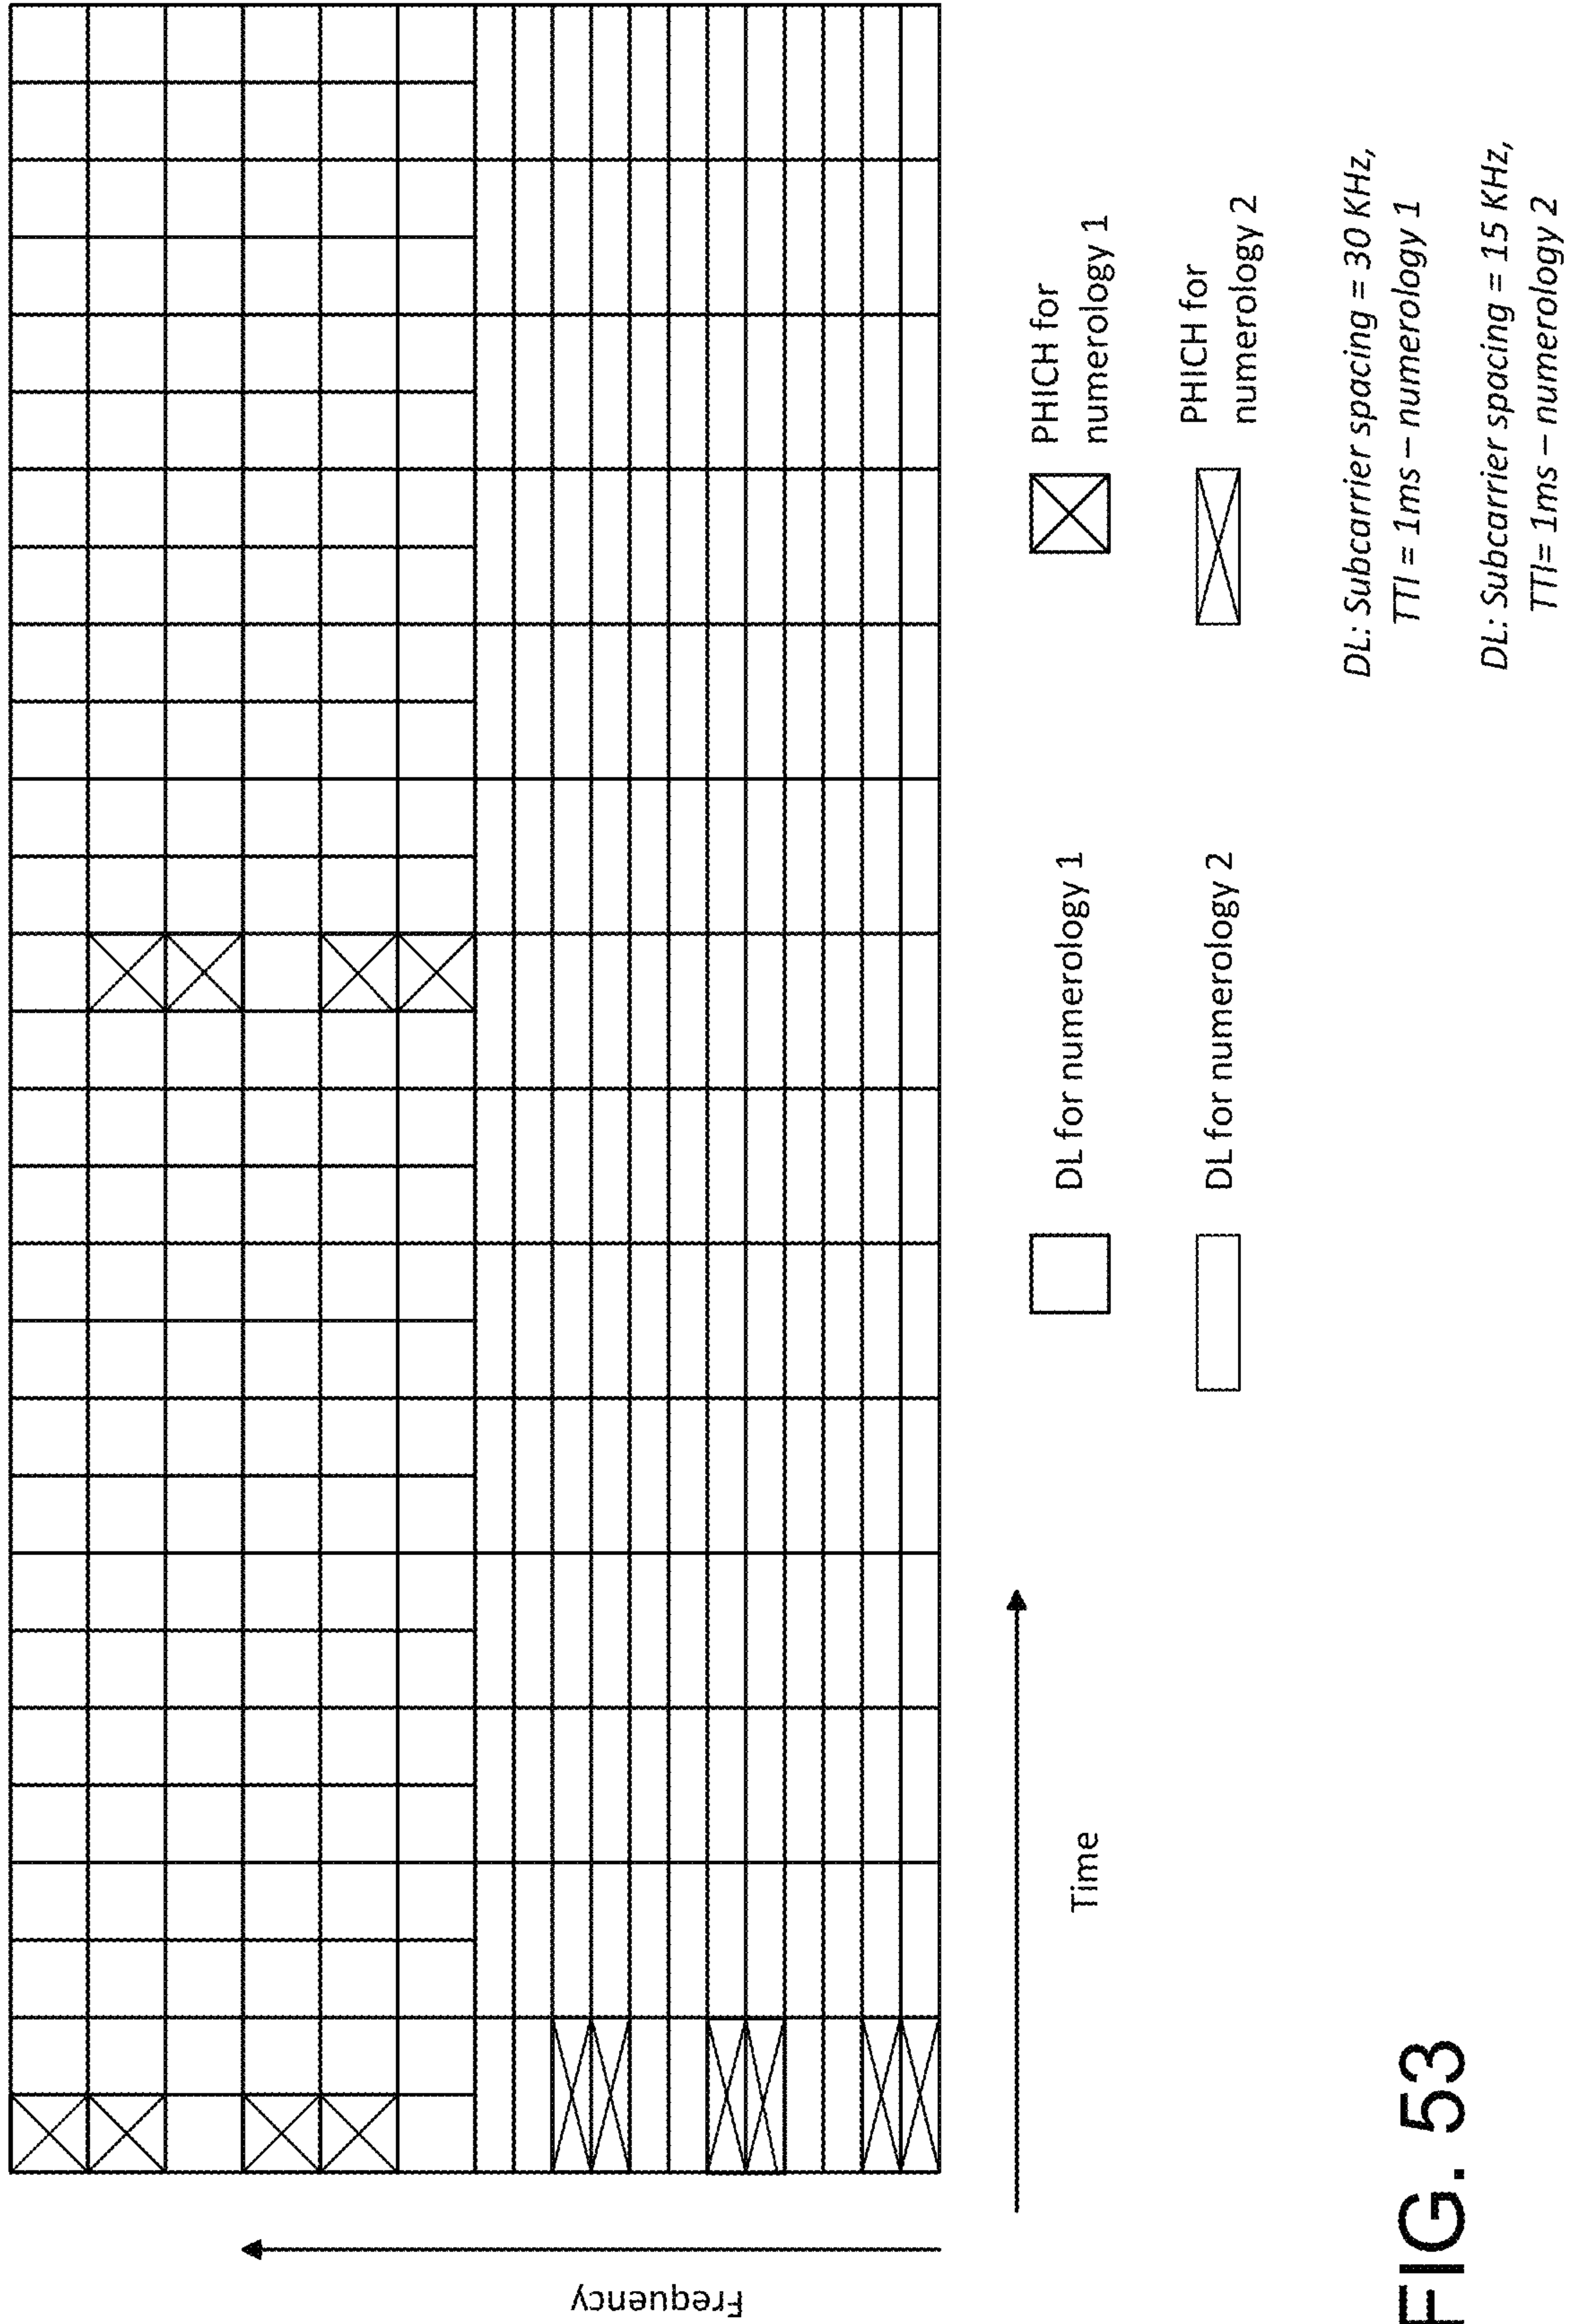 Frequency
Time
DL for numerology 1
DL for numerology 2
PHICH for
numerology 1
PHICH for
numerology 2
DL: Subcarrier spacing = 30 KHz,
TTI = 1ms – numerology 1
DL: Subcarrier spacing = 15 KHz,
TTI= 1ms – numerology 2
FIG. 53